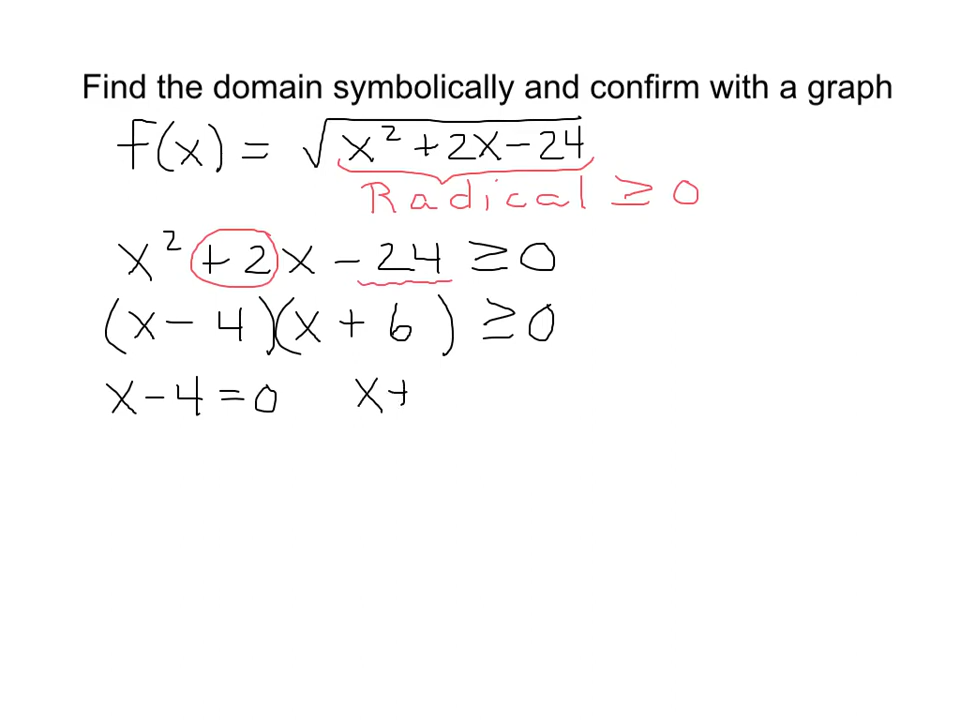 Find the domain symbolically and confirm with a graph
f(x) = √x² + 2x - 24
Radical ≥ 0
x² + 2x - 24 ≥ 0
(x - 4)(x + 6) ≥ 0
x - 4 = 0 x +